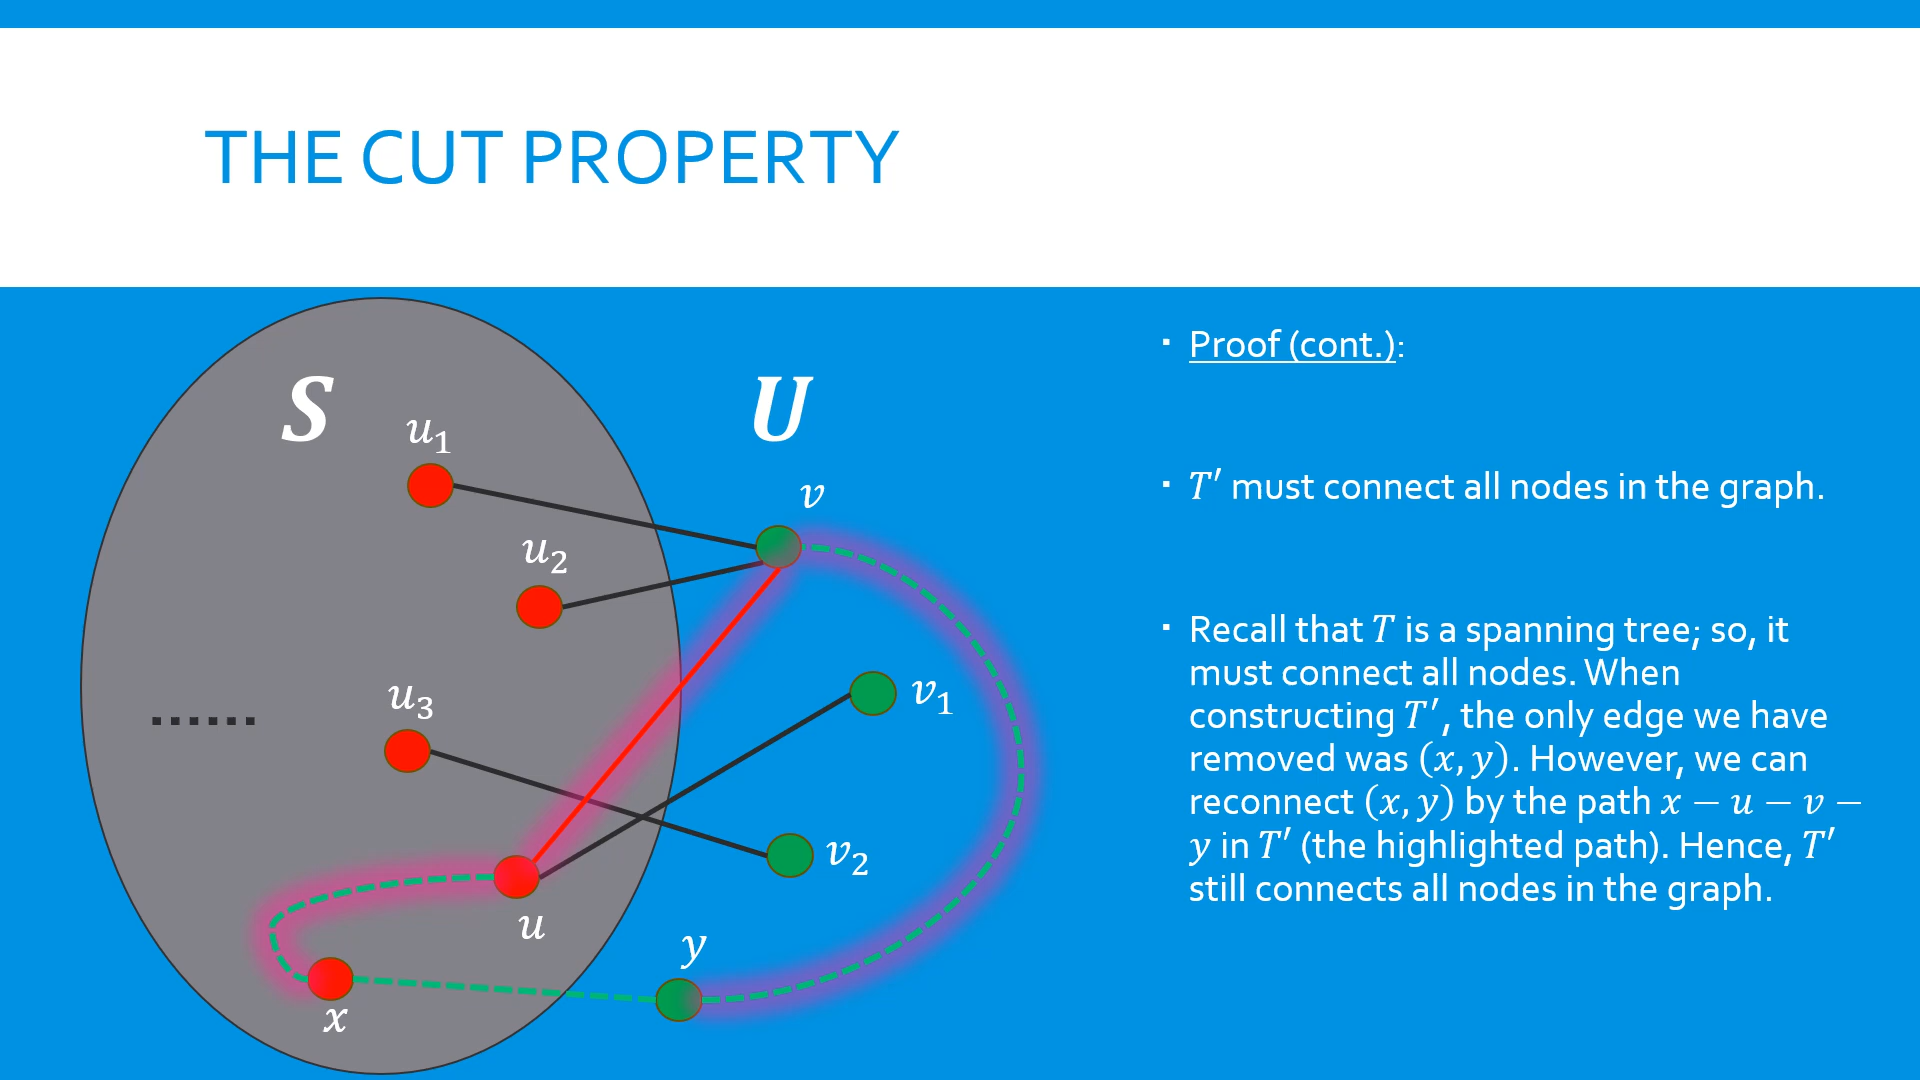 THE CUT PROPERTY
S
U
u₁
v
u₂
u₃
......
v₁
v₂
u
y
x
▪ Proof (cont.):
▪ T′ must connect all nodes in the graph.
▪ Recall that T is a spanning tree; so, it
must connect all nodes. When
constructing T′, the only edge we have
removed was (x, y). However, we can
reconnect (x, y) by the path x − u − v −
y in T′ (the highlighted path). Hence, T′
still connects all nodes in the graph.